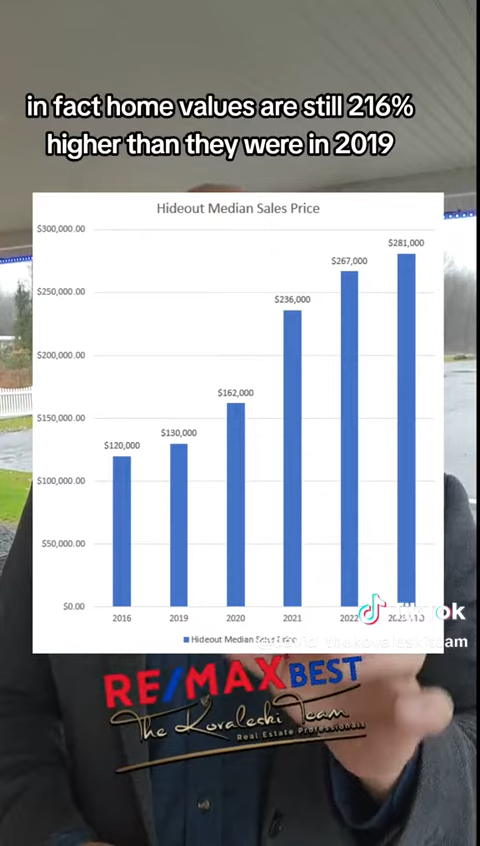 in fact home values are still 216%
higher than they were in 2019
Hideout Median Sales Price
$300,000.00
$281,000
$267,000
$250,000.00
$236,000
$200,000.00
$162,000
$150,000.00
$130,000
$120,000
$100,000.00
$50,000.00
$0.00
2016 2019 2020 2021 2022
TikTok
Hideout Median Sales Price
RE/MAX BEST
The Kovaleski Team
Real Estate Professionals